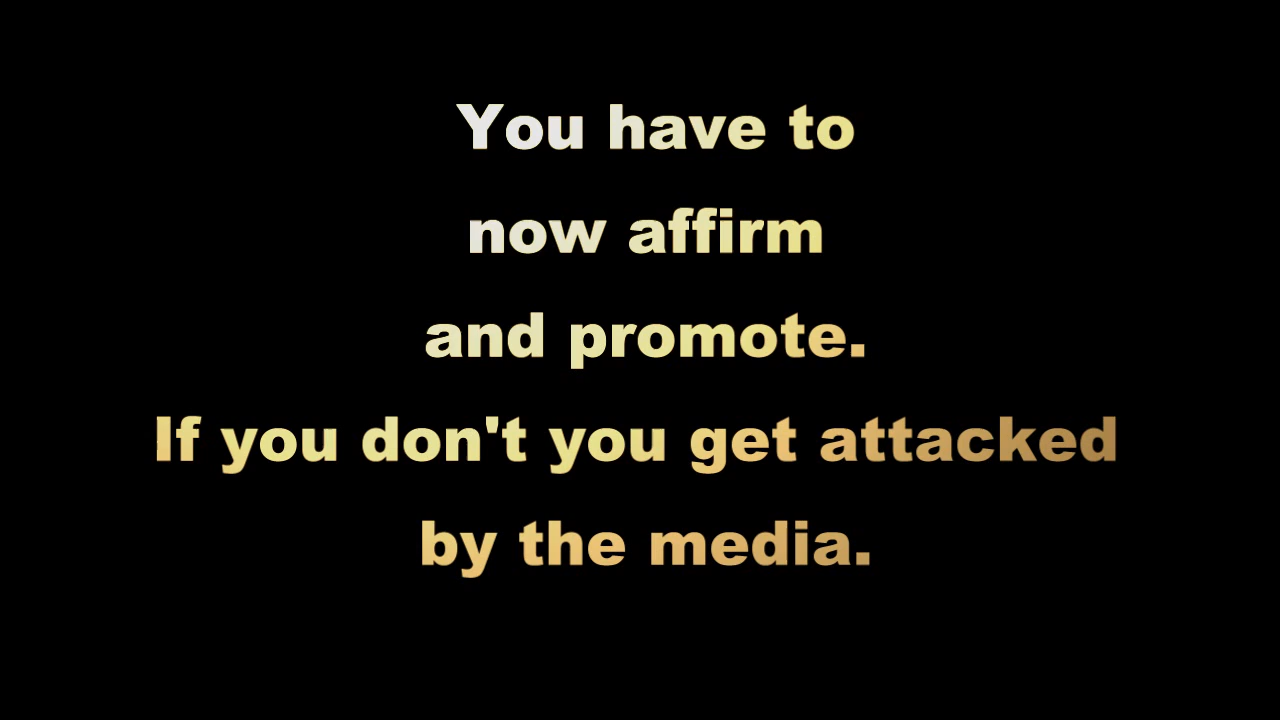 You have to
now affirm
and promote.
If you don't you get attacked
by the media.